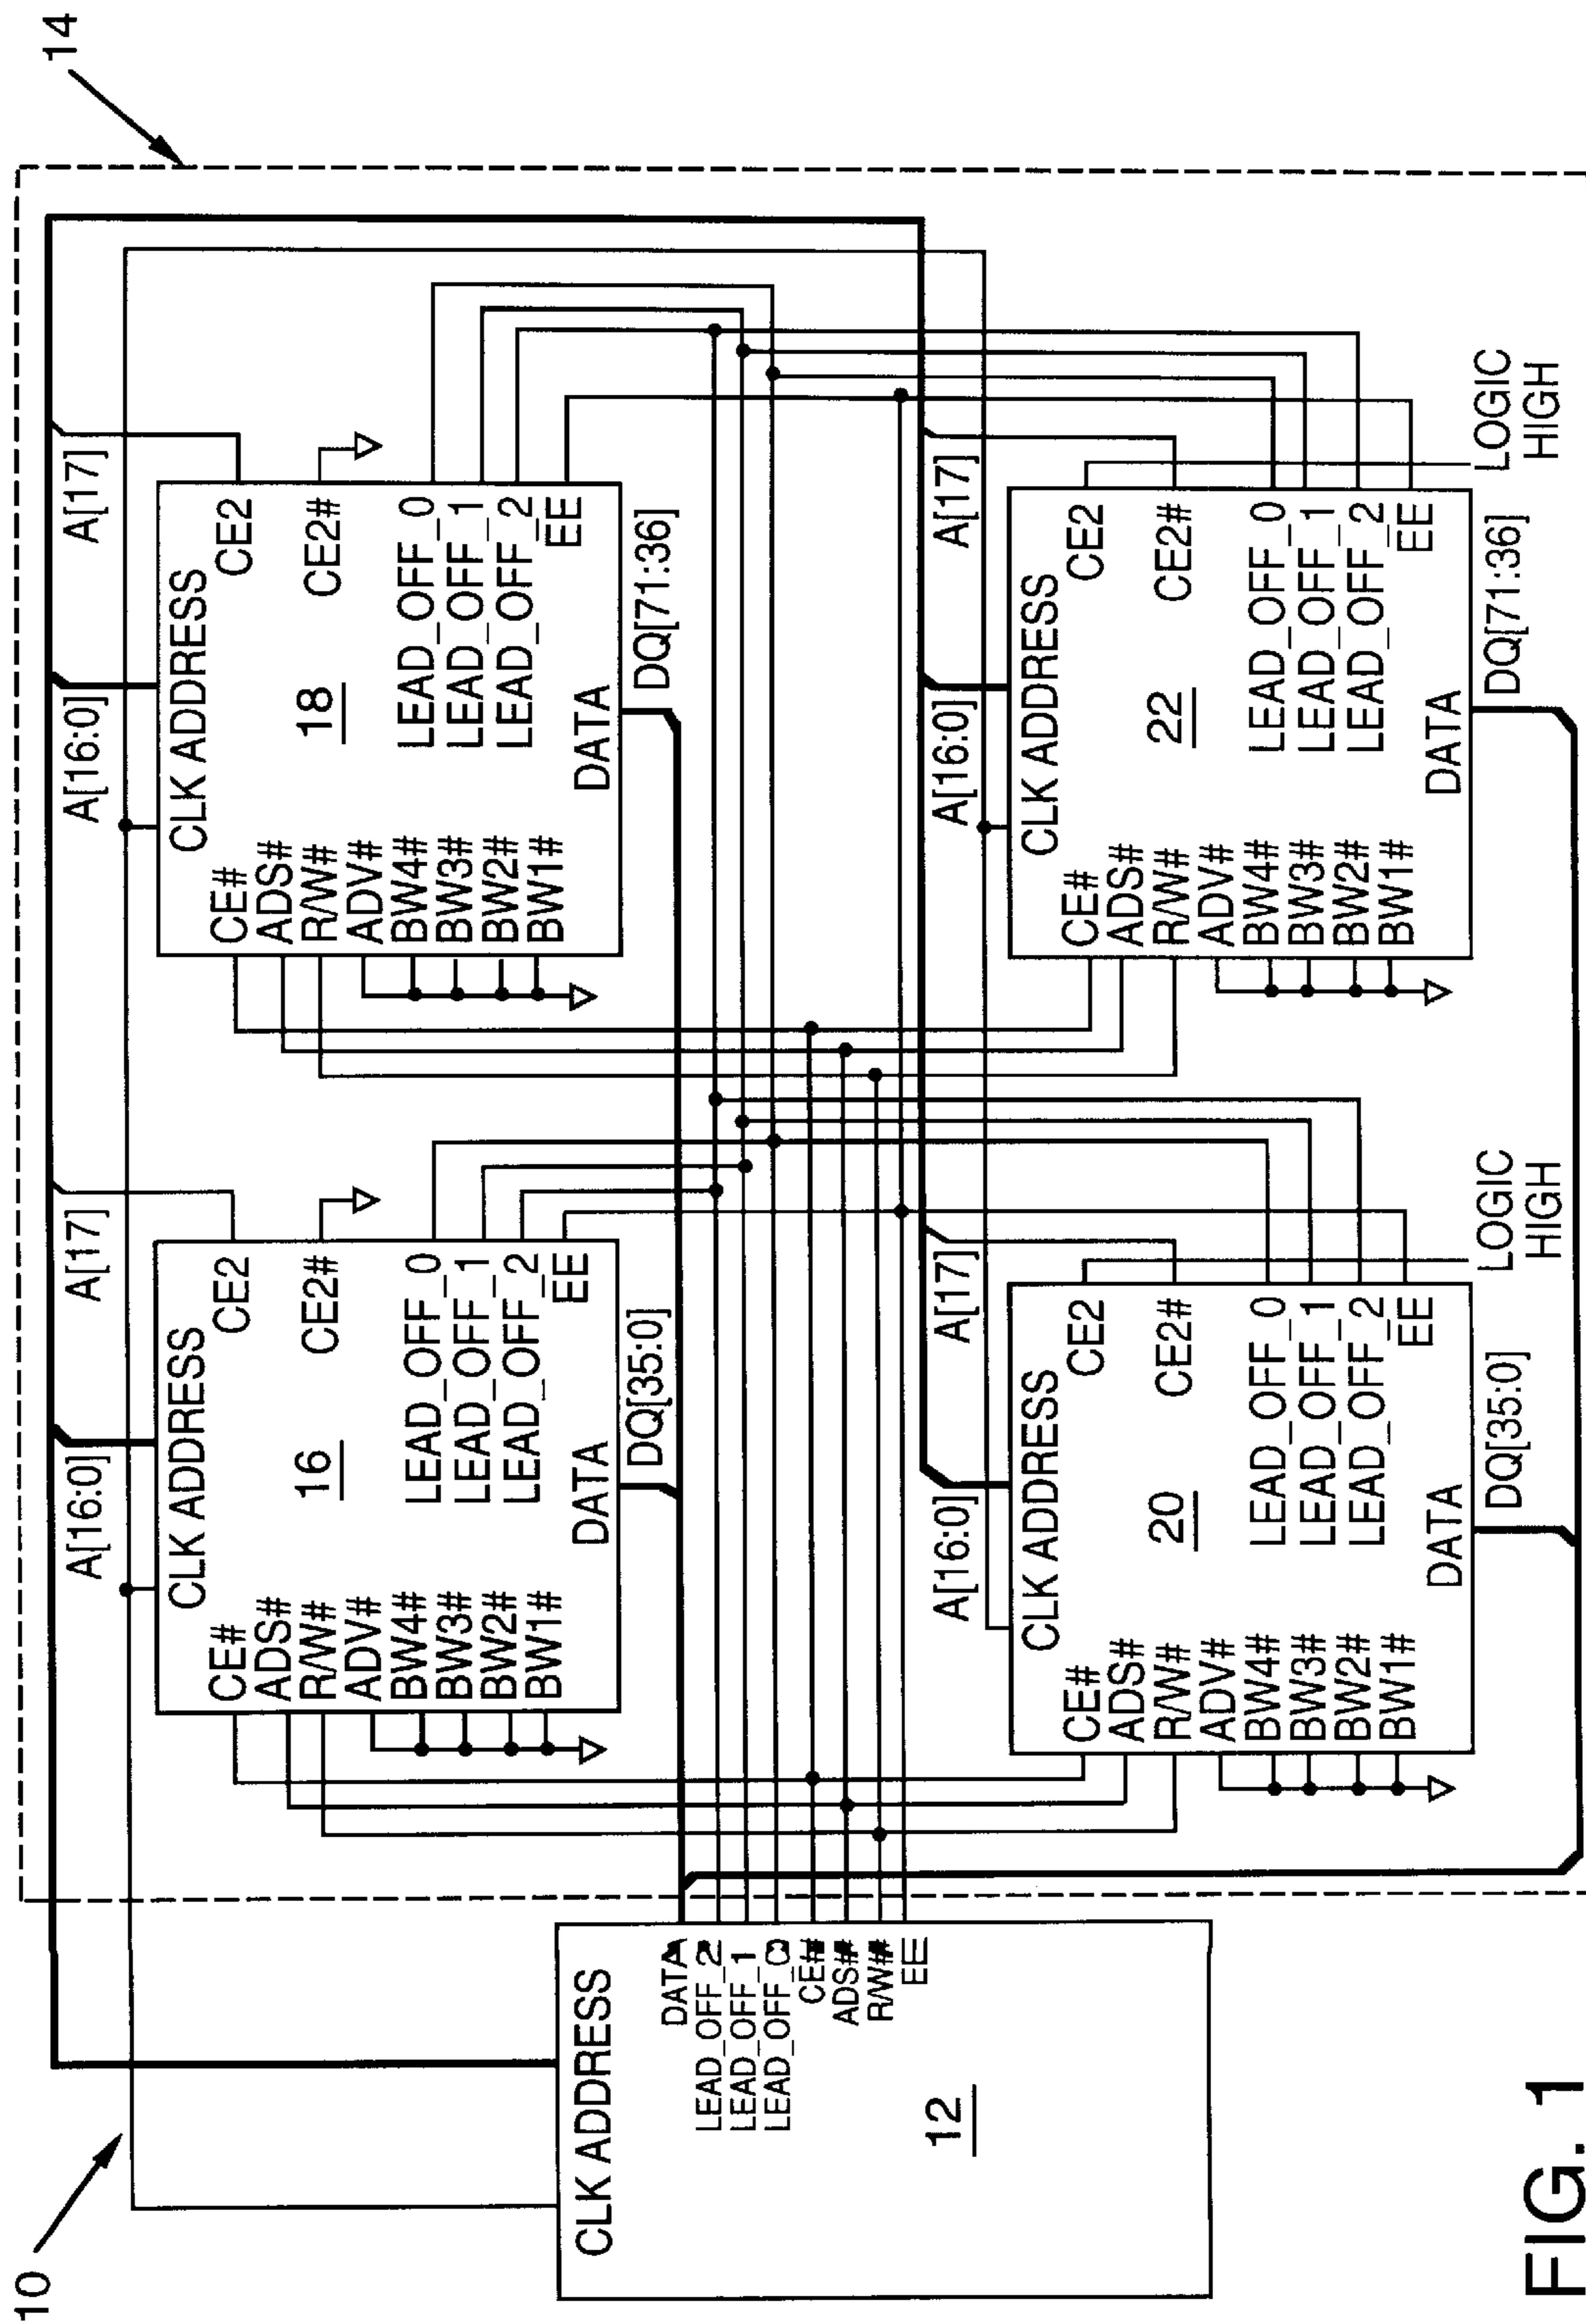 10
14
CLK ADDRESS
DATA
LEAD_OFF_2
LEAD_OFF_1
LEAD_OFF_0
CE#
ADS#
R/W#
EE
12
A[16:0]
A[17]
CLK ADDRESS
CE#
ADS#
R/W#
ADV#
BW4#
BW3#
BW2#
BW1#
16
CE2
CE2#
LEAD_OFF_0
LEAD_OFF_1
LEAD_OFF_2
EE
DATA
DQ[35:0]
A[16:0]
A[17]
CLK ADDRESS
CE#
ADS#
R/W#
ADV#
BW4#
BW3#
BW2#
BW1#
18
CE2
CE2#
LEAD_OFF_0
LEAD_OFF_1
LEAD_OFF_2
EE
DATA
DQ[71:36]
A[16:0]
A[17]
CLK ADDRESS
CE#
ADS#
R/W#
ADV#
BW4#
BW3#
BW2#
BW1#
20
CE2
CE2#
LEAD_OFF_0
LEAD_OFF_1
LEAD_OFF_2
EE
DATA
DQ[35:0]
LOGIC
HIGH
A[16:0]
A[17]
CLK ADDRESS
CE#
ADS#
R/W#
ADV#
BW4#
BW3#
BW2#
BW1#
22
CE2
CE2#
LEAD_OFF_0
LEAD_OFF_1
LEAD_OFF_2
EE
DATA
DQ[71:36]
LOGIC
HIGH
FIG. 1